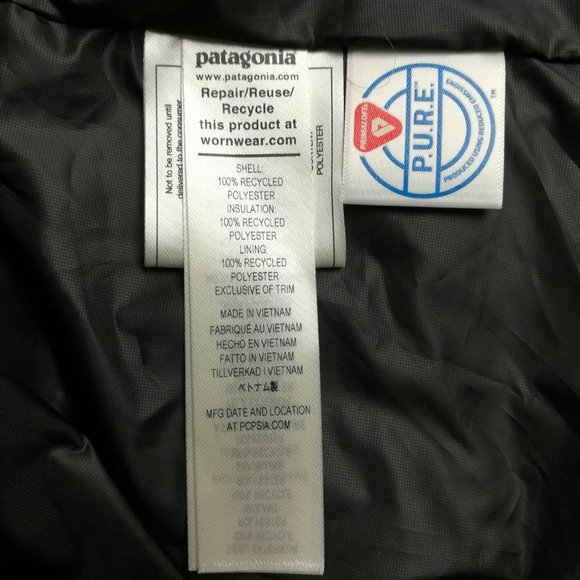 patagonia®
www.patagonia.com
Repair/Reuse/
Recycle
this product at
wornwear.com
SHELL:
100% RECYCLED
POLYESTER
INSULATION:
100% RECYCLED
POLYESTER
LINING:
100% RECYCLED
POLYESTER
EXCLUSIVE OF TRIM
MADE IN VIETNAM
FABRIQUÉ AU VIETNAM
HECHO EN VIETNAM
FATTO IN VIETNAM
TILLVERKAD I VIETNAM
ベトナム製
MFG DATE AND LOCATION
AT PCPSIA.COM
Not to be removed until
delivered to the consumer
POLYESTER
PRIMALOFT®
P.U.R.E.™
PRODUCED USING REDUCED EMISSIONS
™